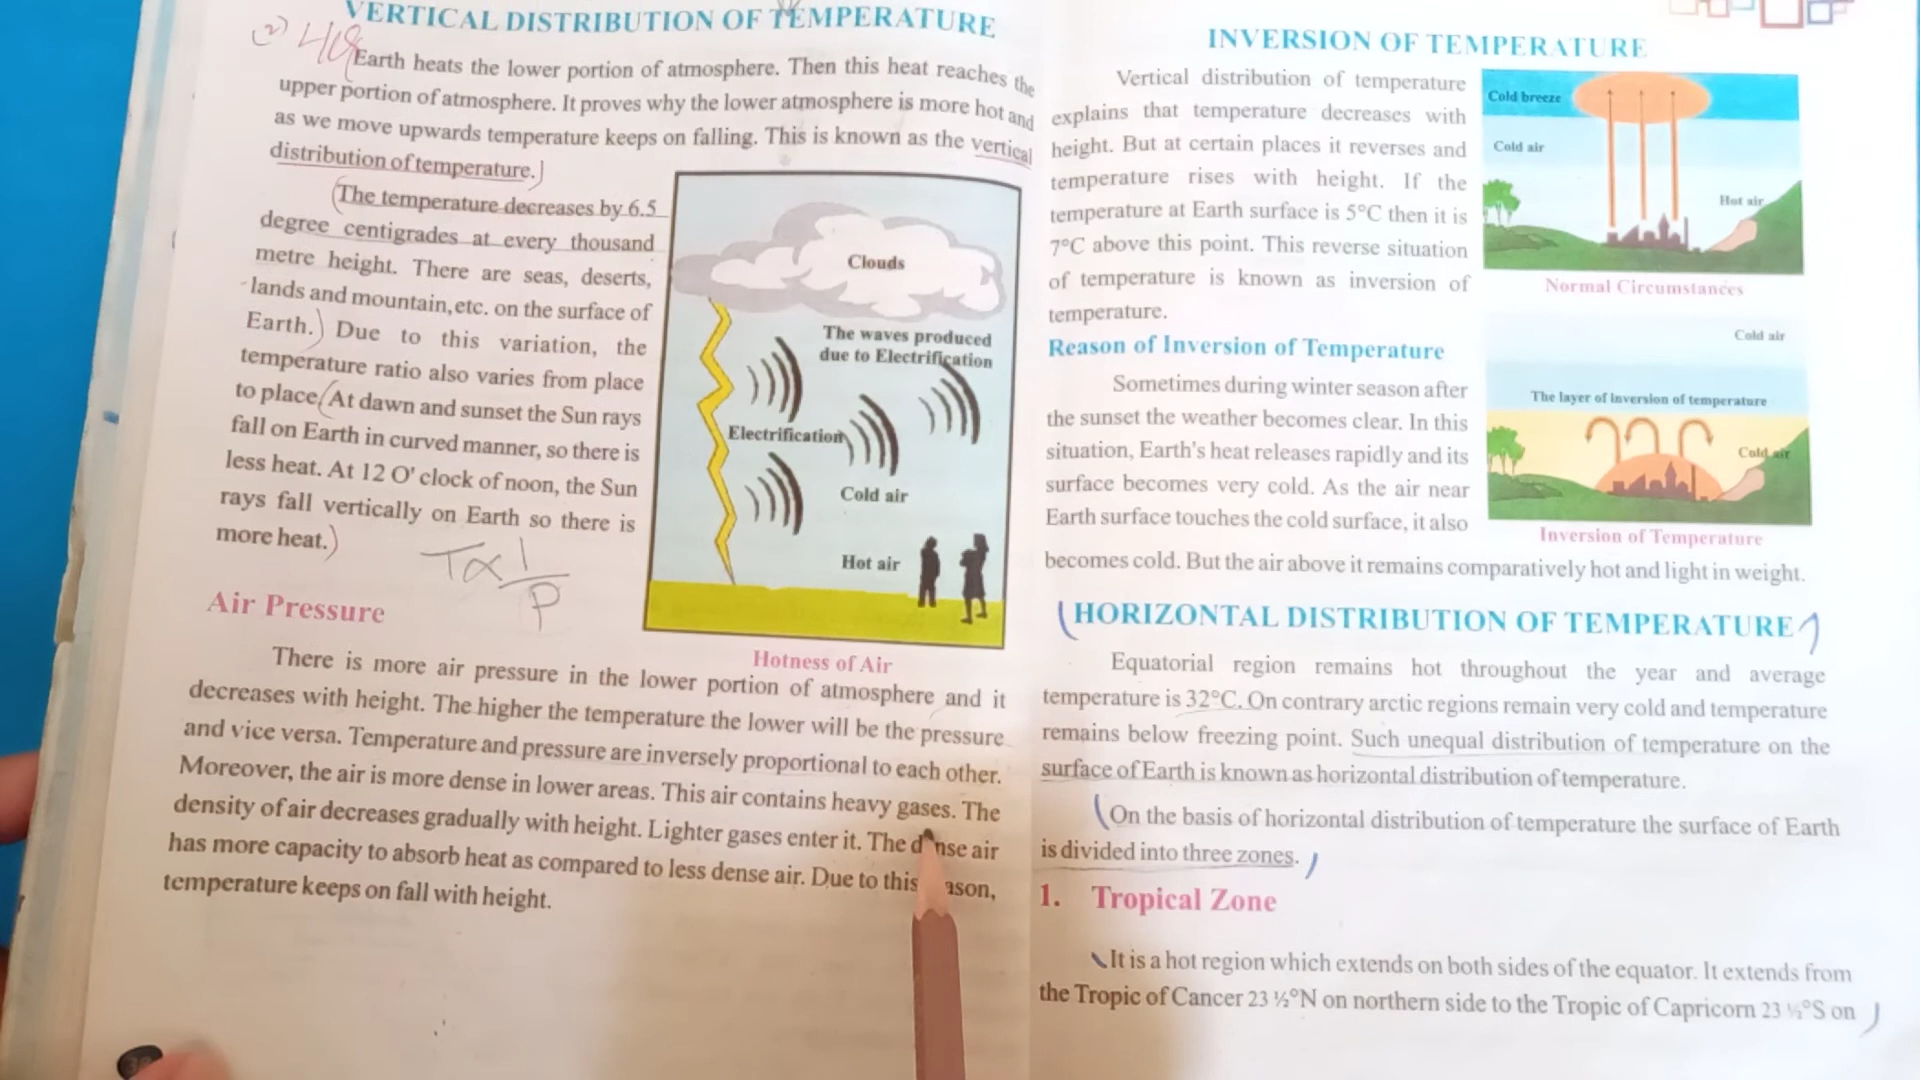 VERTICAL DISTRIBUTION OF TEMPERATURE
Earth heats the lower portion of atmosphere. Then this heat reaches the
upper portion of atmosphere. It proves why the lower atmosphere is more hot and
as we move upwards temperature keeps on falling. This is known as the vertical
distribution of temperature.
The temperature decreases by 6.5
degree centigrades at every thousand
metre height. There are seas, deserts,
lands and mountain, etc. on the surface of
Earth. Due to this variation, the
temperature ratio also varies from place
to place. At dawn and sunset the Sun rays
fall on Earth in curved manner, so there is
less heat. At 12 O' clock of noon, the Sun
rays fall vertically on Earth so there is
more heat.
T∝1/P
Clouds
The waves produced
due to Electrification
Electrification
Cold air
Hot air
Hotness of Air
Air Pressure
There is more air pressure in the lower portion of atmosphere and it
decreases with height. The higher the temperature the lower will be the pressure
and vice versa. Temperature and pressure are inversely proportional to each other.
Moreover, the air is more dense in lower areas. This air contains heavy gases. The
density of air decreases gradually with height. Lighter gases enter it. The dense air
has more capacity to absorb heat as compared to less dense air. Due to this reason,
temperature keeps on fall with height.
INVERSION OF TEMPERATURE
Vertical distribution of temperature
explains that temperature decreases with
height. But at certain places it reverses and
temperature rises with height. If the
temperature at Earth surface is 5°C then it is
7°C above this point. This reverse situation
of temperature is known as inversion of
temperature.
Cold breeze
Cold air
Hot air
Normal Circumstances
Reason of Inversion of Temperature
Sometimes during winter season after
the sunset the weather becomes clear. In this
situation, Earth's heat releases rapidly and its
surface becomes very cold. As the air near
Earth surface touches the cold surface, it also
becomes cold. But the air above it remains comparatively hot and light in weight.
Cold air
The layer of inversion of temperature
Cold air
Inversion of Temperature
HORIZONTAL DISTRIBUTION OF TEMPERATURE
Equatorial region remains hot throughout the year and average
temperature is 32°C. On contrary arctic regions remain very cold and temperature
remains below freezing point. Such unequal distribution of temperature on the
surface of Earth is known as horizontal distribution of temperature.
On the basis of horizontal distribution of temperature the surface of Earth
is divided into three zones.
1. Tropical Zone
It is a hot region which extends on both sides of the equator. It extends from
the Tropic of Cancer 23 ½°N on northern side to the Tropic of Capricorn 23 ½°S on